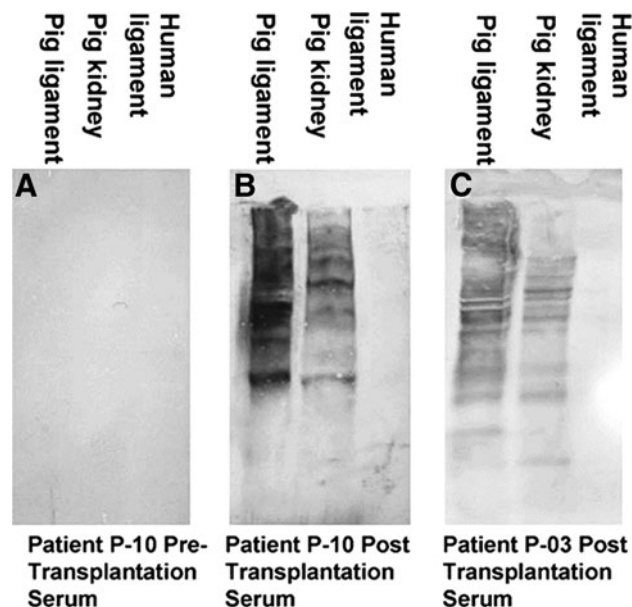 Pig ligament
Pig kidney
Human
ligament
Pig ligament
Pig kidney
Human
ligament
Pig ligament
Pig kidney
Human
ligament
A
B
C
Patient P-10 Pre-
Transplantation
Serum
Patient P-10 Post
Transplantation
Serum
Patient P-03 Post
Transplantation
Serum